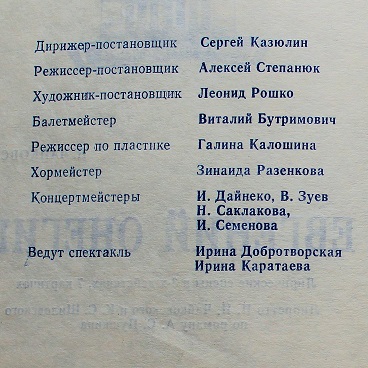 Дирижер-постановщик Сергей Казюлин
Режиссер-постановщик Алексей Степанюк
Художник-постановщик Леонид Рошко
Балетмейстер Виталий Бутримович
Режиссер по пластике Галина Калошина
Хормейстер Зинаида Разенкова
Концертмейстеры И. Дайнеко, В. Зуев
Н. Саклакова,
И. Семенова
Ведут спектакль Ирина Добротворская
Ирина Каратаева